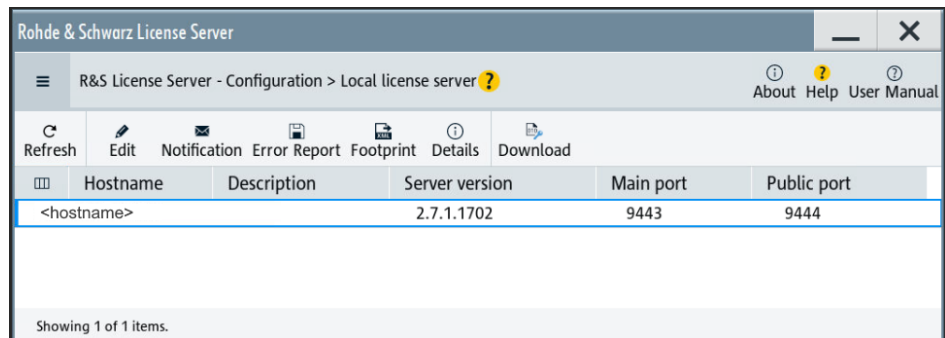 Rohde & Schwarz License Server
R&S License Server - Configuration > Local license server ?
About Help User Manual
Refresh Edit Notification Error Report Footprint Details Download
Hostname Description Server version Main port Public port
<hostname> 2.7.1.1702 9443 9444
Showing 1 of 1 items.